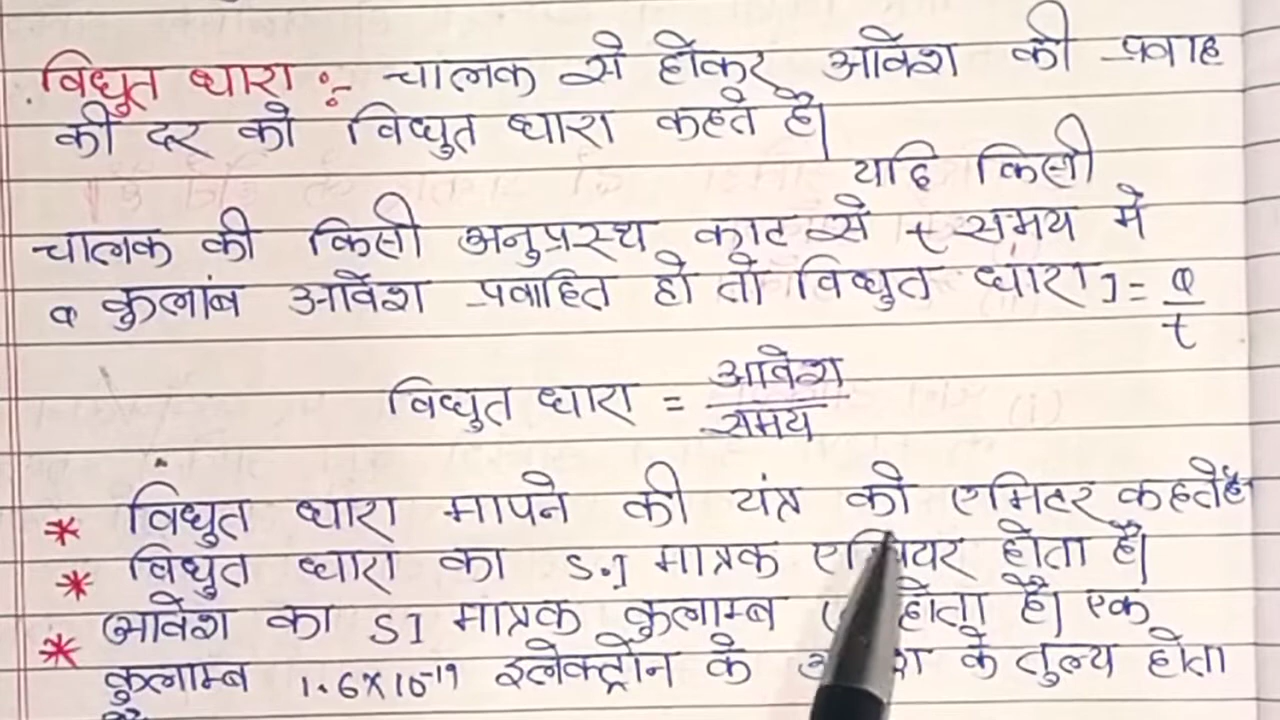 विधुत धारा :- चालक से होकर आवेश की प्रवाह
की दर को विधुत धारा कहते है।
यदि किसी
चालक की किसी अनुप्रस्थ काट से t समय में
Q कुलांब आवेश प्रवाहित हो तो विधुत धारा I = Q/t
विधुत धारा = आवेश/समय
* विधुत धारा मापने की यंत्र को एमिटर कहते है।
* विधुत धारा का S.I मात्रक होता है।
* आवेश का SI मात्रक कुलाम्ब होता है। एक
कुलाम्ब 1.6×10⁻¹⁹ इलेक्ट्रोन के के तुल्य होता